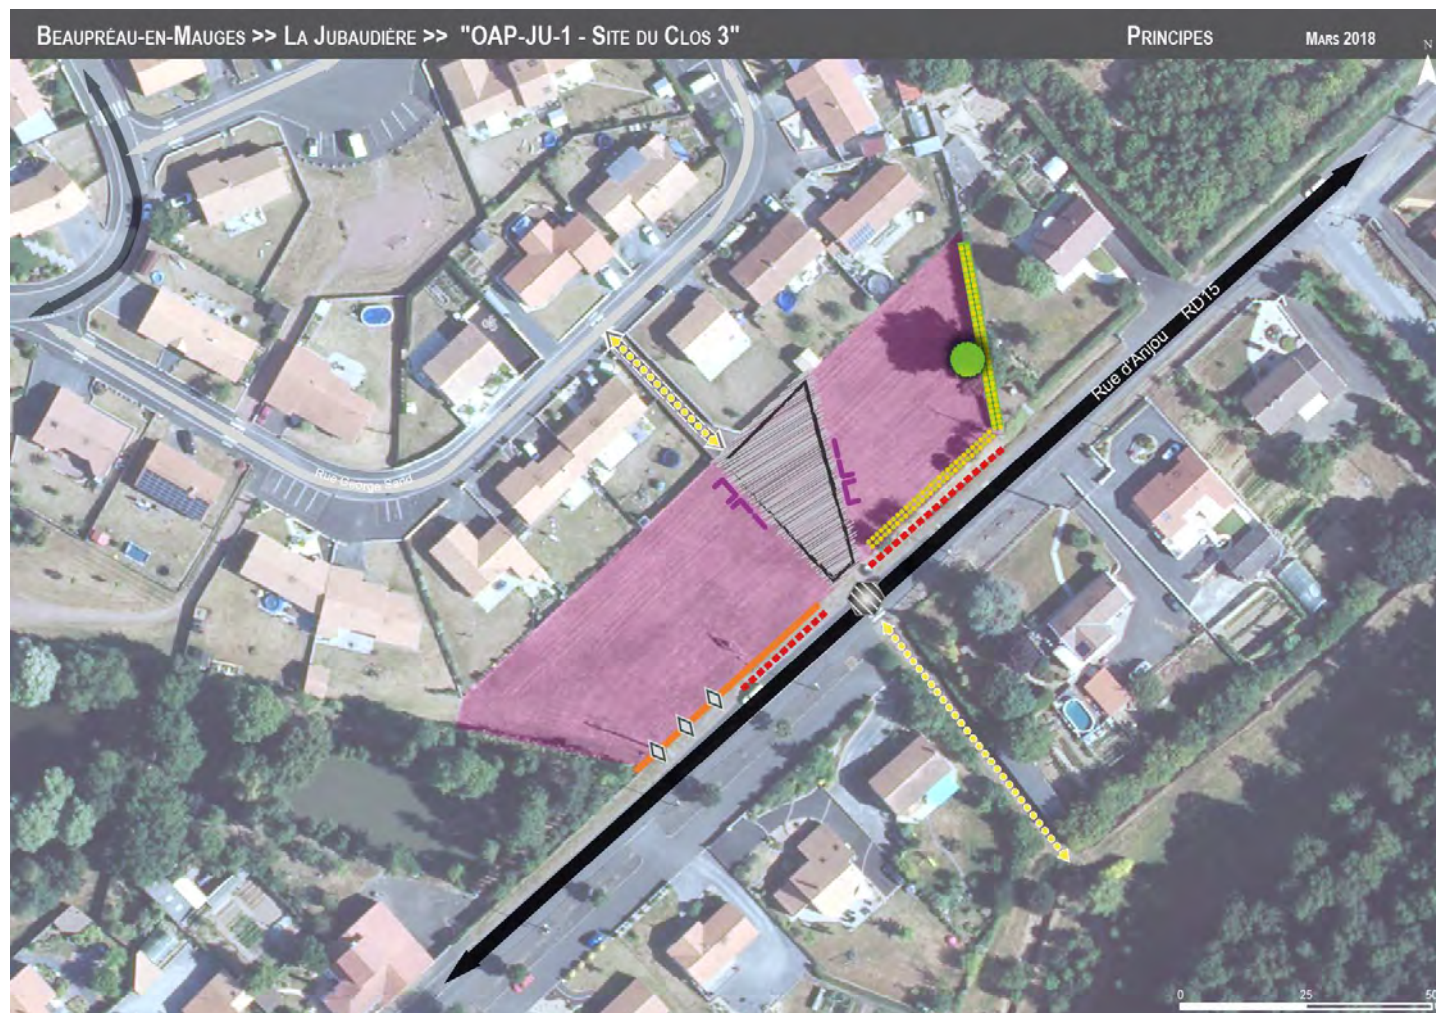 BEAUPRÉAU-EN-MAUGES >> LA JUBAUDIÈRE >> "OAP-JU-1 - SITE DU CLOS 3"
PRINCIPES
MARS 2018
N
Rue d'Anjou RD15
Rue George Sand
0 25 50